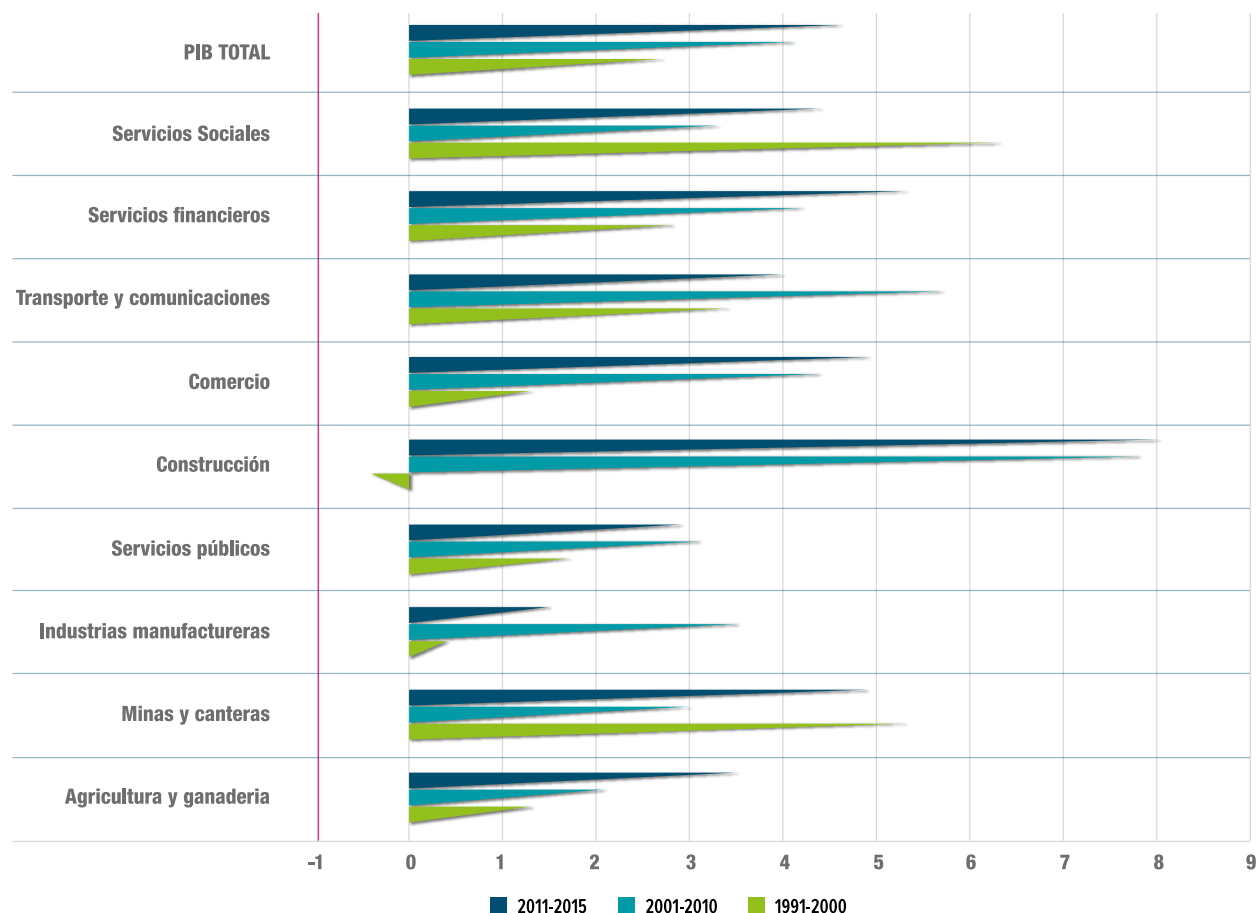 PIB TOTAL
Servicios Sociales
Servicios financieros
Transporte y comunicaciones
Comercio
Construcción
Servicios públicos
Industrias manufactureras
Minas y canteras
Agricultura y ganaderia
-1 0 1 2 3 4 5 6 7 8 9
2011-2015 2001-2010 1991-2000